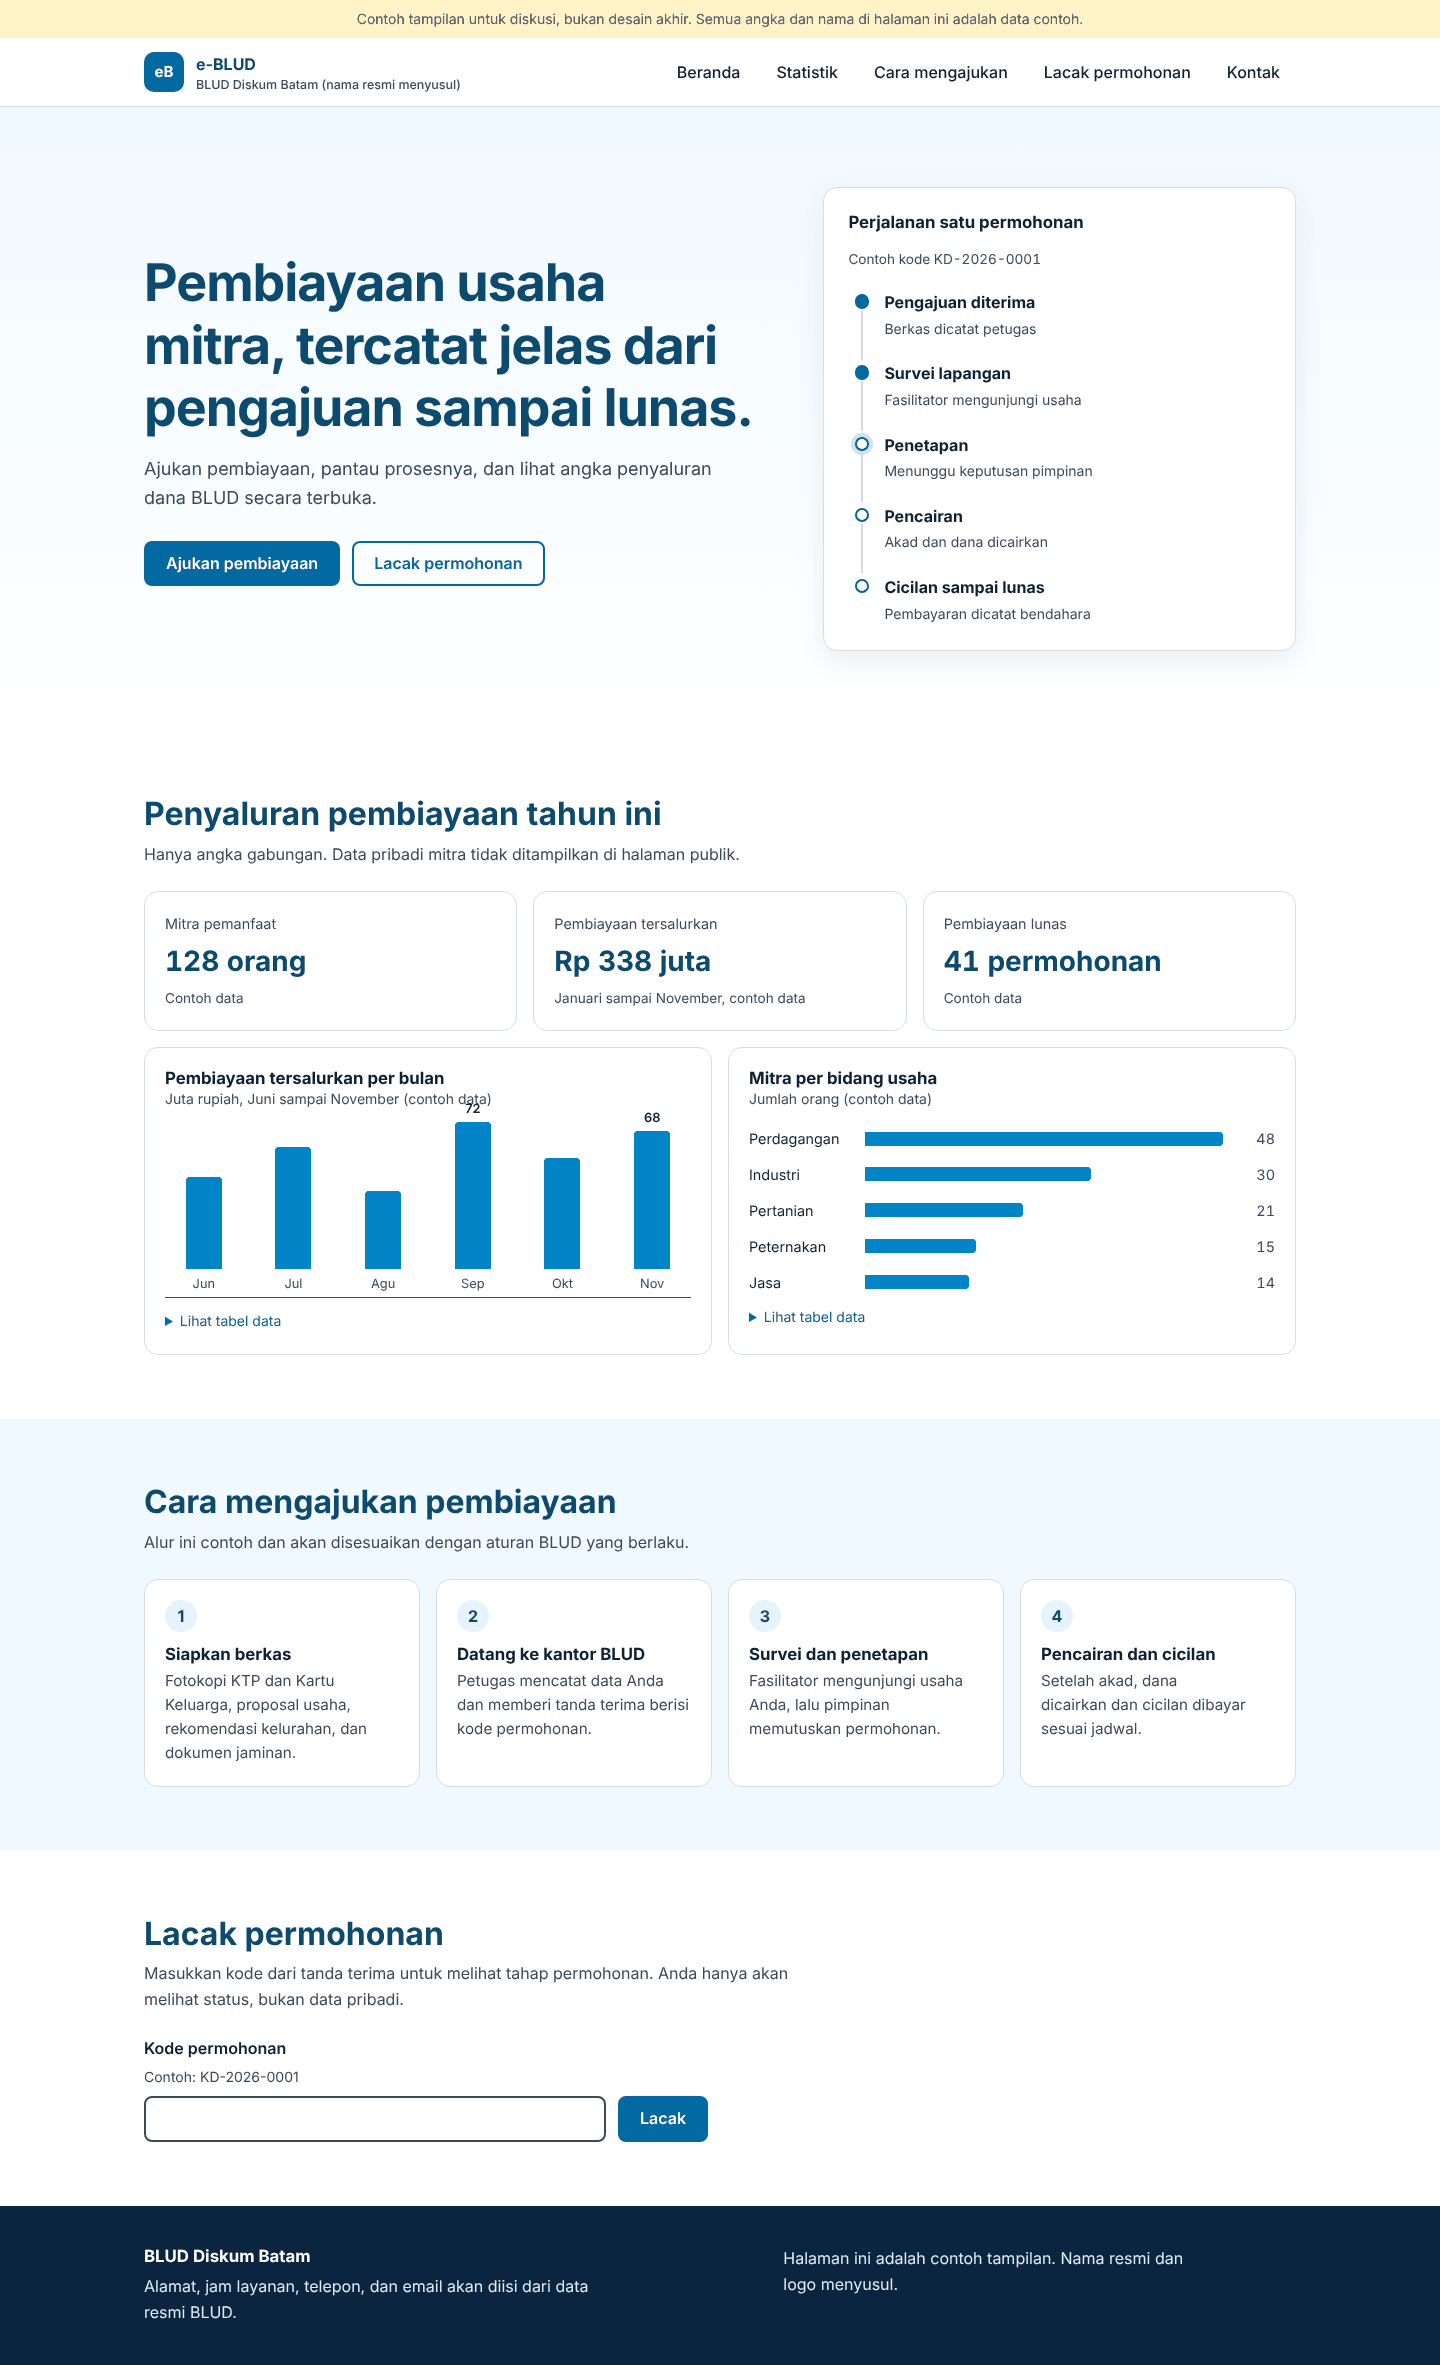 Contoh tampilan untuk diskusi, bukan desain akhir. Semua angka dan nama di halaman ini adalah data contoh.
eB
e-BLUD
BLUD Diskum Batam (nama resmi menyusul)
Beranda
Statistik
Cara mengajukan
Lacak permohonan
Kontak
Pembiayaan usaha
mitra, tercatat jelas dari
pengajuan sampai lunas.
Ajukan pembiayaan, pantau prosesnya, dan lihat angka penyaluran
dana BLUD secara terbuka.
Ajukan pembiayaan
Lacak permohonan
Perjalanan satu permohonan
Contoh kode KD-2026-0001
Pengajuan diterima
Berkas dicatat petugas
Survei lapangan
Fasilitator mengunjungi usaha
Penetapan
Menunggu keputusan pimpinan
Pencairan
Akad dan dana dicairkan
Cicilan sampai lunas
Pembayaran dicatat bendahara
Penyaluran pembiayaan tahun ini
Hanya angka gabungan. Data pribadi mitra tidak ditampilkan di halaman publik.
Mitra pemanfaat
128 orang
Contoh data
Pembiayaan tersalurkan
Rp 338 juta
Januari sampai November, contoh data
Pembiayaan lunas
41 permohonan
Contoh data
Pembiayaan tersalurkan per bulan
Juta rupiah, Juni sampai November (contoh data)
72
68
Jun
Jul
Agu
Sep
Okt
Nov
Lihat tabel data
Mitra per bidang usaha
Jumlah orang (contoh data)
Perdagangan 48
Industri 30
Pertanian 21
Peternakan 15
Jasa 14
Lihat tabel data
Cara mengajukan pembiayaan
Alur ini contoh dan akan disesuaikan dengan aturan BLUD yang berlaku.
1
Siapkan berkas
Fotokopi KTP dan Kartu
Keluarga, proposal usaha,
rekomendasi kelurahan, dan
dokumen jaminan.
2
Datang ke kantor BLUD
Petugas mencatat data Anda
dan memberi tanda terima berisi
kode permohonan.
3
Survei dan penetapan
Fasilitator mengunjungi usaha
Anda, lalu pimpinan
memutuskan permohonan.
4
Pencairan dan cicilan
Setelah akad, dana
dicairkan dan cicilan dibayar
sesuai jadwal.
Lacak permohonan
Masukkan kode dari tanda terima untuk melihat tahap permohonan. Anda hanya akan
melihat status, bukan data pribadi.
Kode permohonan
Contoh: KD-2026-0001
Lacak
BLUD Diskum Batam
Alamat, jam layanan, telepon, dan email akan diisi dari data
resmi BLUD.
Halaman ini adalah contoh tampilan. Nama resmi dan
logo menyusul.